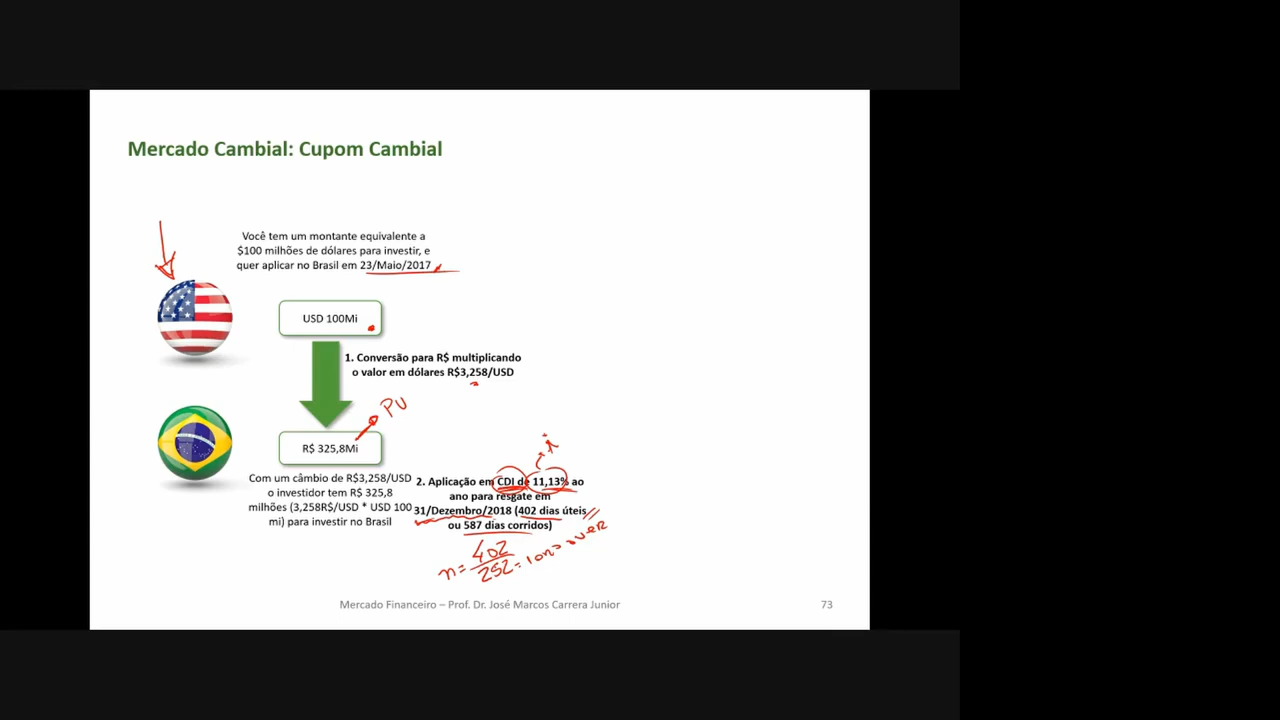 Mercado Cambial: Cupom Cambial
Você tem um montante equivalente a
$100 milhões de dólares para investir, e
quer aplicar no Brasil em 23/Maio/2017
USD 100Mi
1. Conversão para R$ multiplicando
o valor em dólares R$3,258/USD
PV
R$ 325,8Mi
i
Com um câmbio de R$3,258/USD
o investidor tem R$ 325,8
milhões (3,258R$/USD * USD 100
mi) para investir no Brasil
2. Aplicação em CDI de 11,13% ao
ano para resgate em
31/Dezembro/2018 (402 dias úteis
ou 587 dias corridos)
n = 402
252 = over
Mercado Financeiro – Prof. Dr. José Marcos Carrera Junior
73